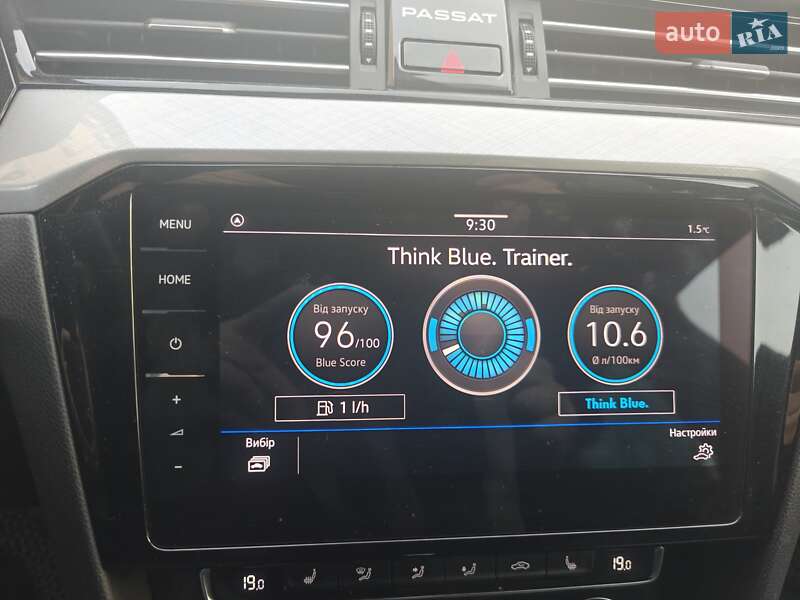 PASSAT
auto RIA
MENU
9:30
1.5°C
Think Blue. Trainer.
HOME
Від запуску
96/100
Blue Score
Від запуску
10.6
Ø л/100км
1 l/h
Think Blue.
+
-
Вибір
Настройки
19.0
19.0